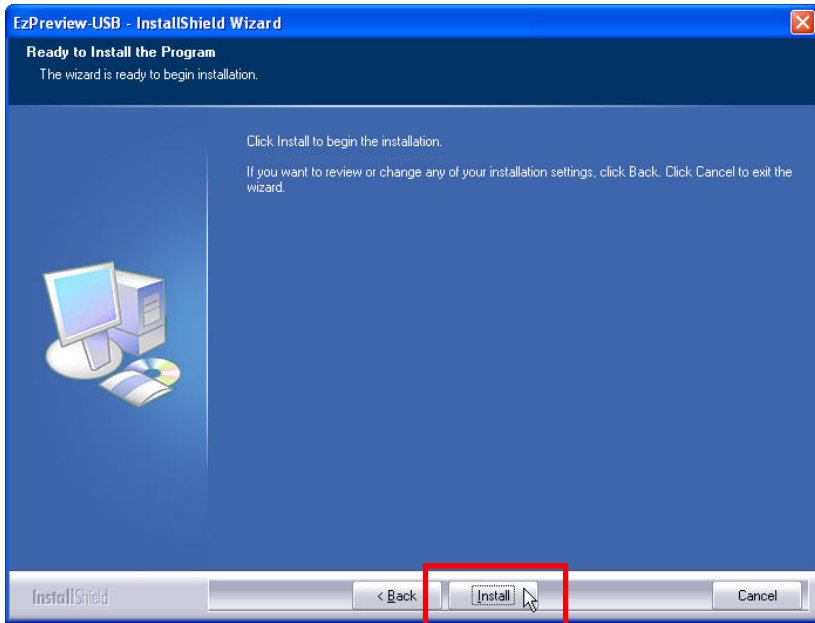 EzPreview-USB - InstallShield Wizard
Ready to Install the Program
The wizard is ready to begin installation.
Click Install to begin the installation.
If you want to review or change any of your installation settings, click Back. Click Cancel to exit the
wizard.
InstallShield
< Back
Install
Cancel